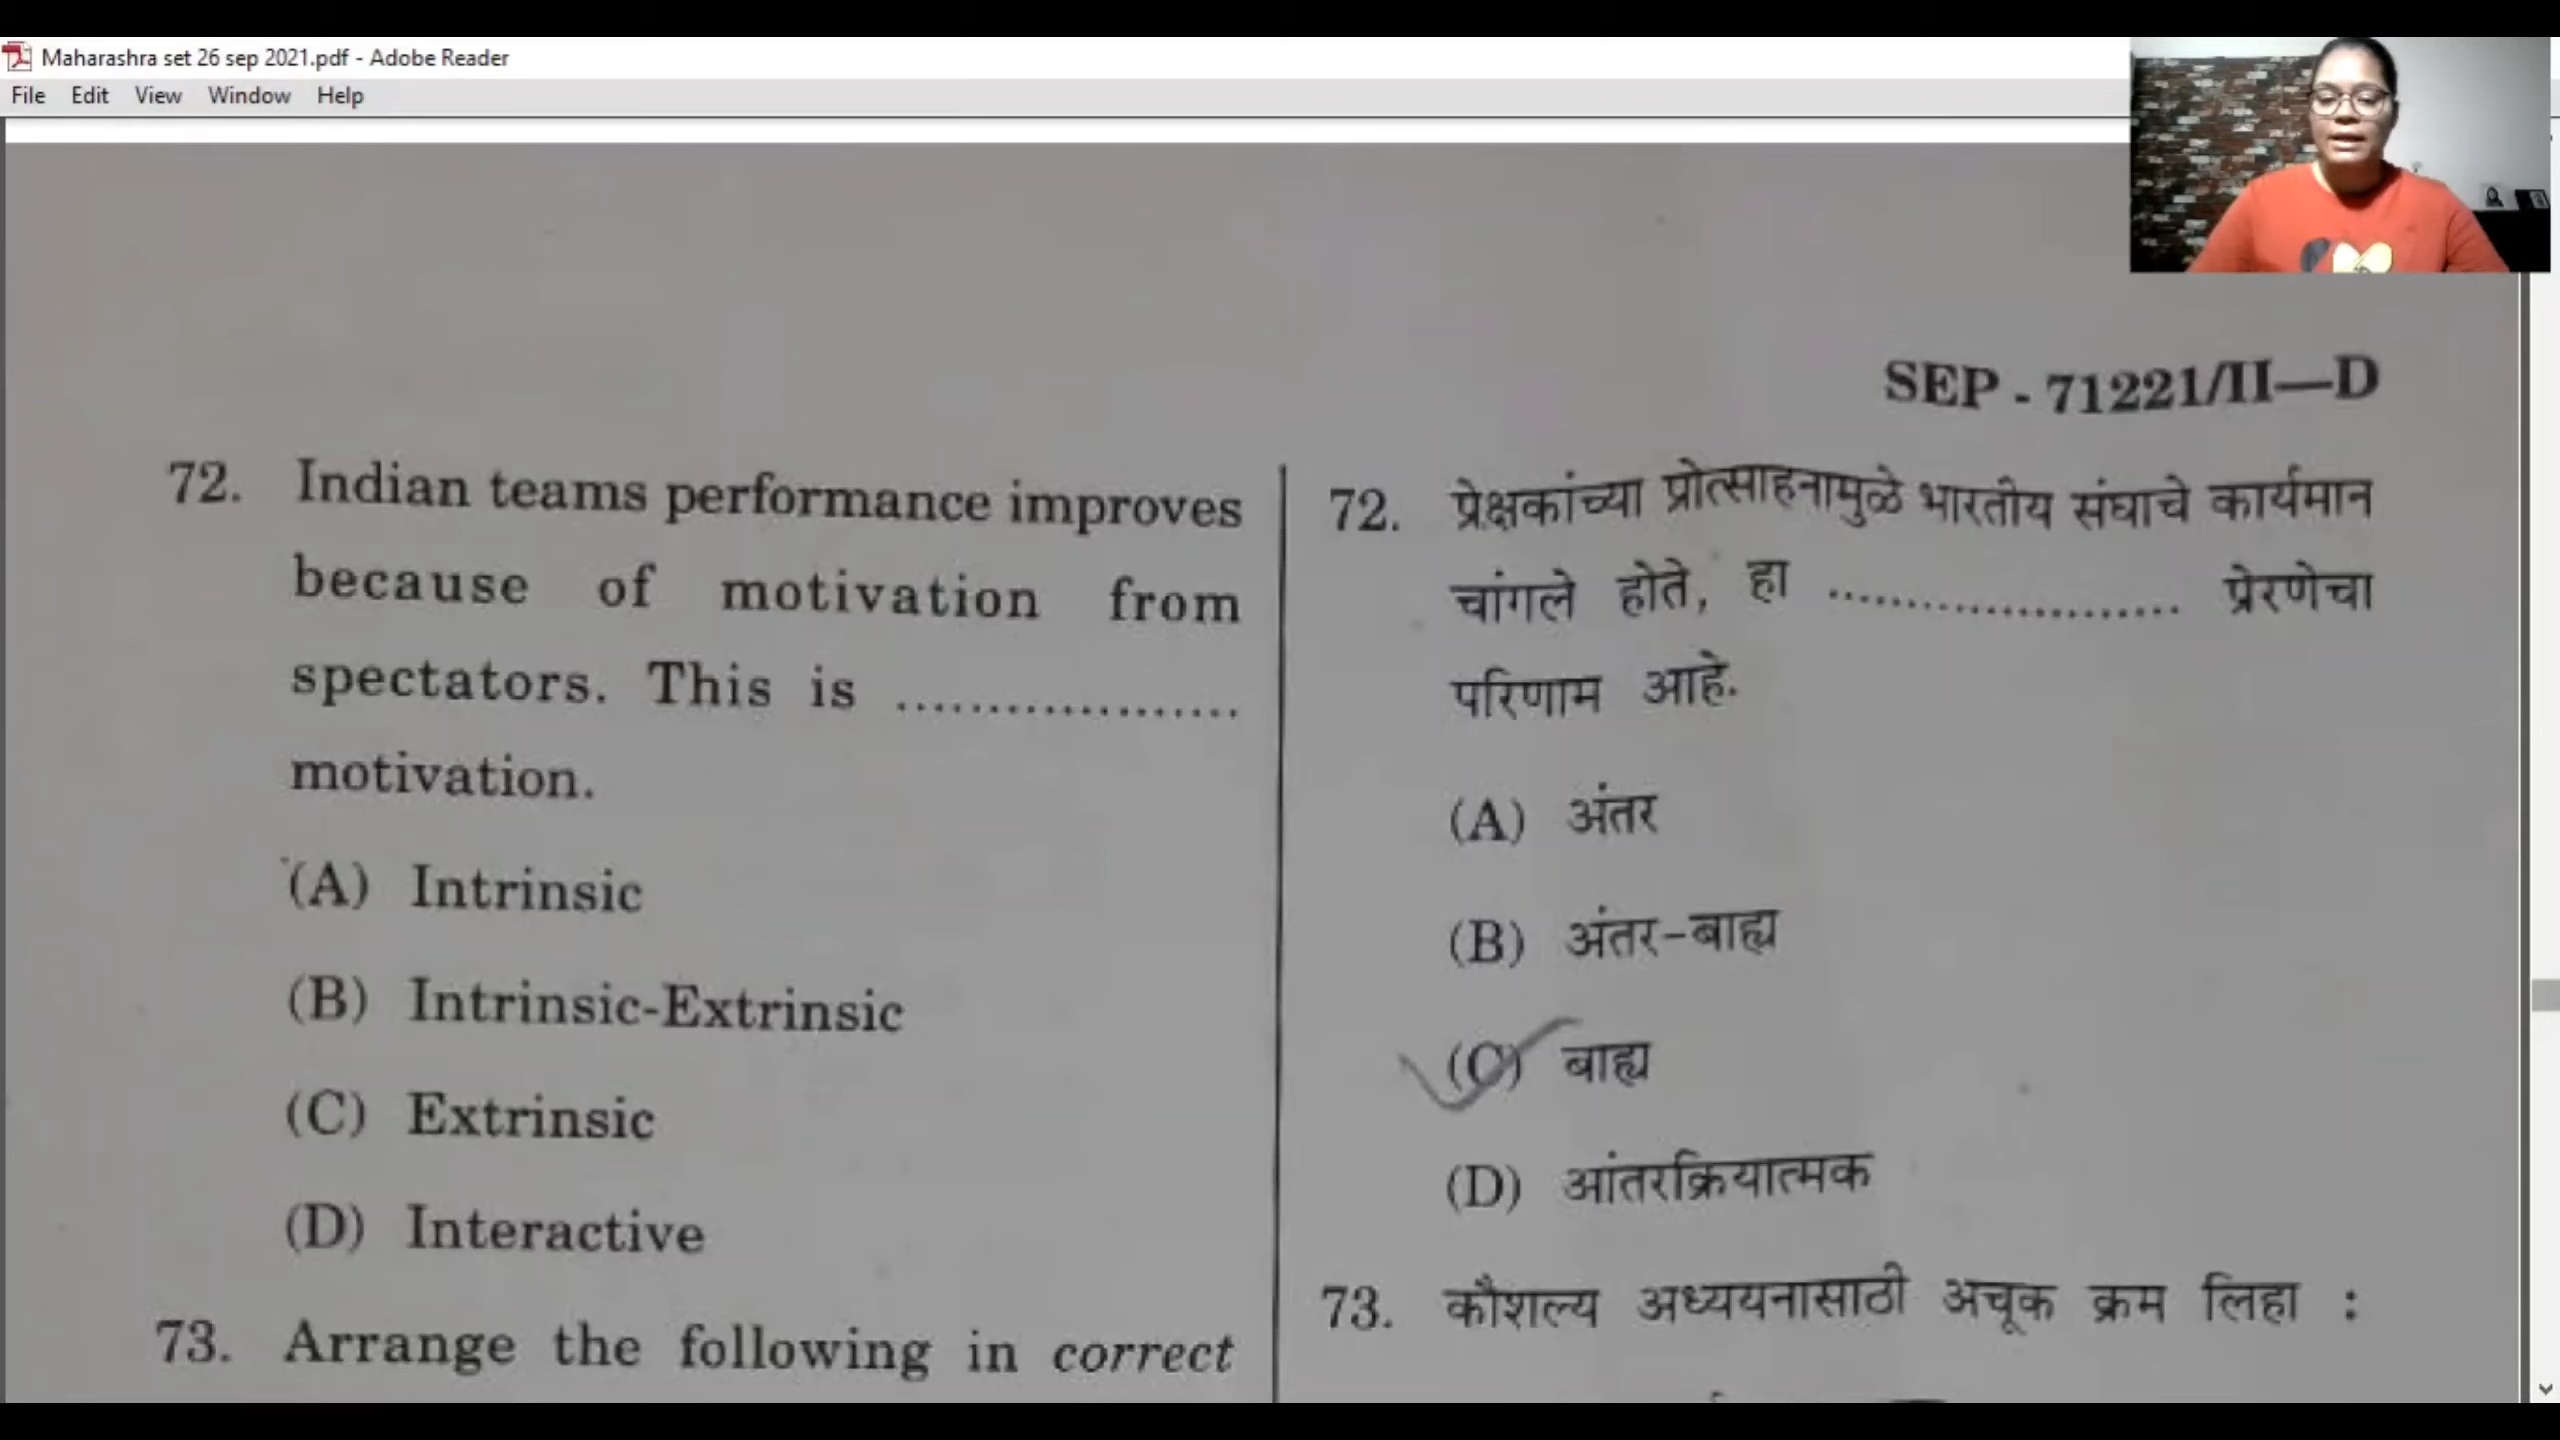 Maharashra set 26 sep 2021.pdf - Adobe Reader
File Edit View Window Help
SEP - 71221/II—D
72. Indian teams performance improves
because of motivation from
spectators. This is ...................
motivation.
(A) Intrinsic
(B) Intrinsic-Extrinsic
(C) Extrinsic
(D) Interactive
73. Arrange the following in correct
72. प्रेक्षकांच्या प्रोत्साहनामुळे भारतीय संघाचे कार्यमान
चांगले होते, हा ....................... प्रेरणेचा
परिणाम आहे.
(A) अंतर
(B) अंतर-बाह्य
(C) बाह्य
(D) आंतरक्रियात्मक
73. कौशल्य अध्ययनासाठी अचूक क्रम लिहा :